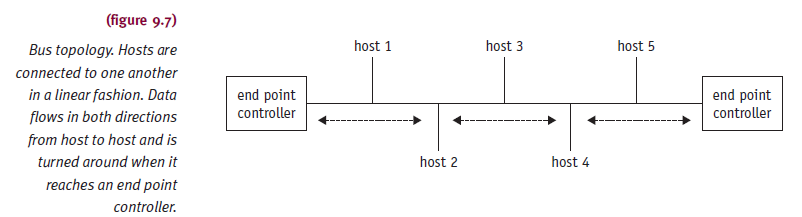 (figure 9.7)
Bus topology. Hosts are
connected to one another
in a linear fashion. Data
flows in both directions
from host to host and is
turned around when it
reaches an end point
controller.
host 1
host 3
host 5
end point
controller
end point
controller
host 2
host 4